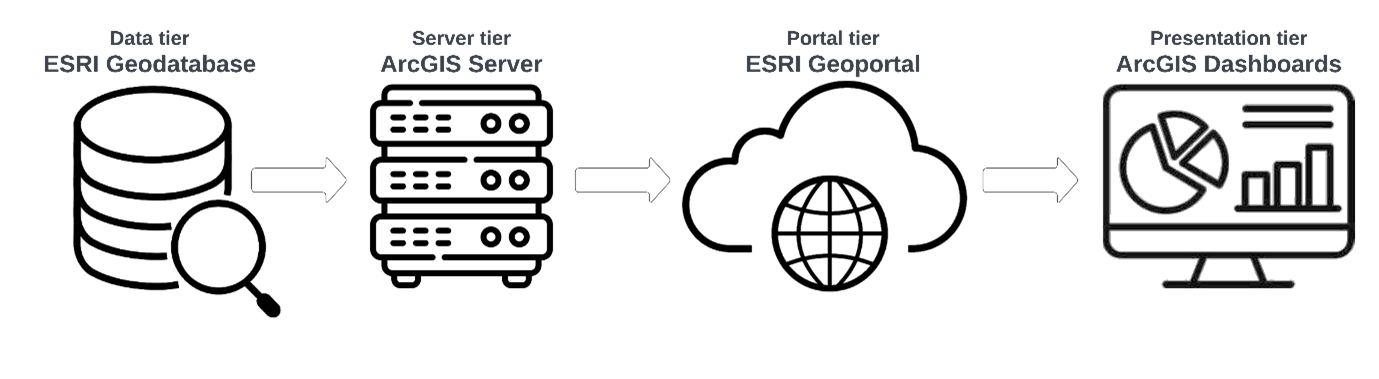 Data tier
ESRI Geodatabase
Server tier
ArcGIS Server
Portal tier
ESRI Geoportal
Presentation tier
ArcGIS Dashboards